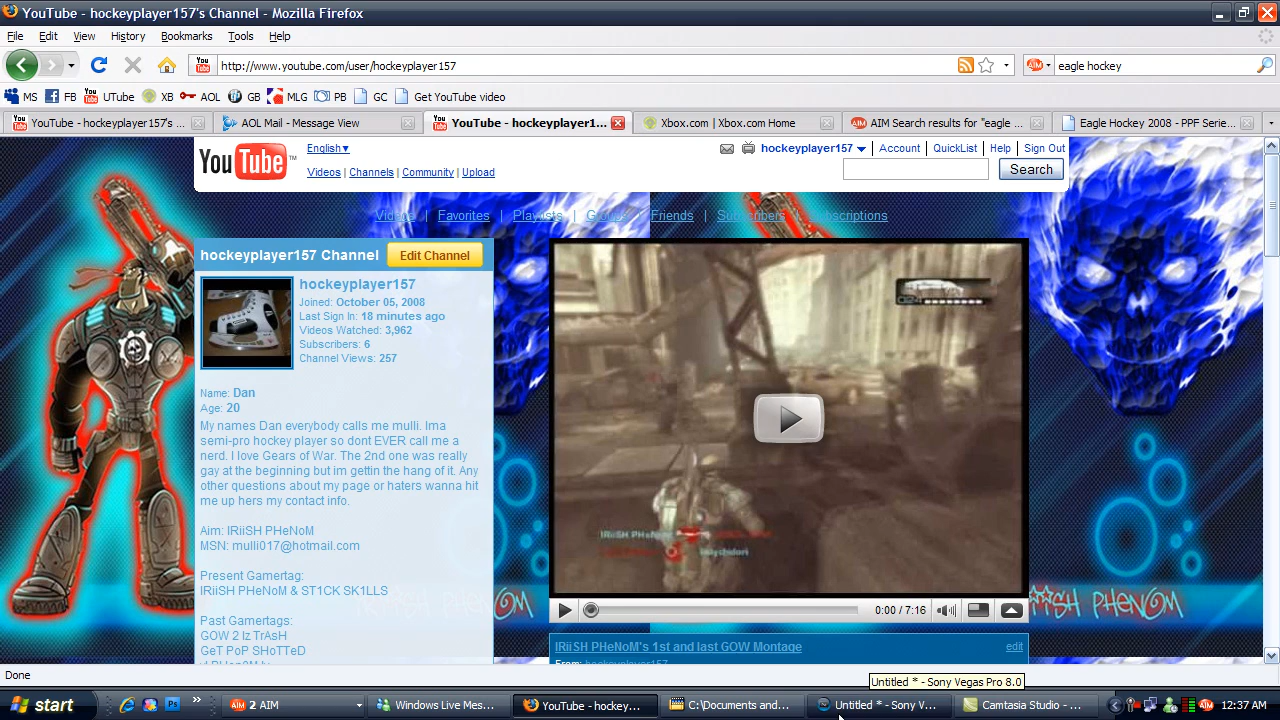 YouTube - hockeyplayer157's Channel - Mozilla Firefox
File Edit View History Bookmarks Tools Help
http://www.youtube.com/user/hockeyplayer157
eagle hockey
MS FB UTube XB AOL GB MLG PB GC Get YouTube video
YouTube - hockeyplayer157's ...
AOL Mail - Message View
YouTube - hockeyplayer1...
Xbox.com | Xbox.com Home
AIM Search results for "eagle ...
Eagle Hockey 2008 - PPF Serie...
YouTube
English
hockeyplayer157 Account | QuickList | Help | Sign Out
Videos | Channels | Community | Upload
Search
Videos | Favorites | Playlists | Groups | Friends | Subscribers | Subscriptions
hockeyplayer157 Channel
Edit Channel
hockeyplayer157
Joined: October 05, 2008
Last Sign In: 18 minutes ago
Videos Watched: 3,962
Subscribers: 6
Channel Views: 257
Name: Dan
Age: 20
My names Dan everybody calls me mulli. Ima
semi-pro hockey player so dont EVER call me a
nerd. I love Gears of War. The 2nd one was really
gay at the beginning but im gettin the hang of it. Any
other questions about my page or haters wanna hit
me up hers my contact info.
Aim: IRiiSH PHeNoM
MSN: mulli017@hotmail.com
Present Gamertag:
IRiiSH PHeNoM & ST1CK SK1LLS
Past Gamertags:
GOW 2 Iz TrAsH
GeT PoP SHoTTeD
0:00 / 7:16
IRiiSH PHeNoM's 1st and last GOW Montage
edit
From: hockeyplayer157
Done
Untitled * - Sony Vegas Pro 8.0
start
2 AIM
Windows Live Mes...
YouTube - hockey...
C:\Documents and...
Untitled * - Sony V...
Camtasia Studio - ...
12:37 AM